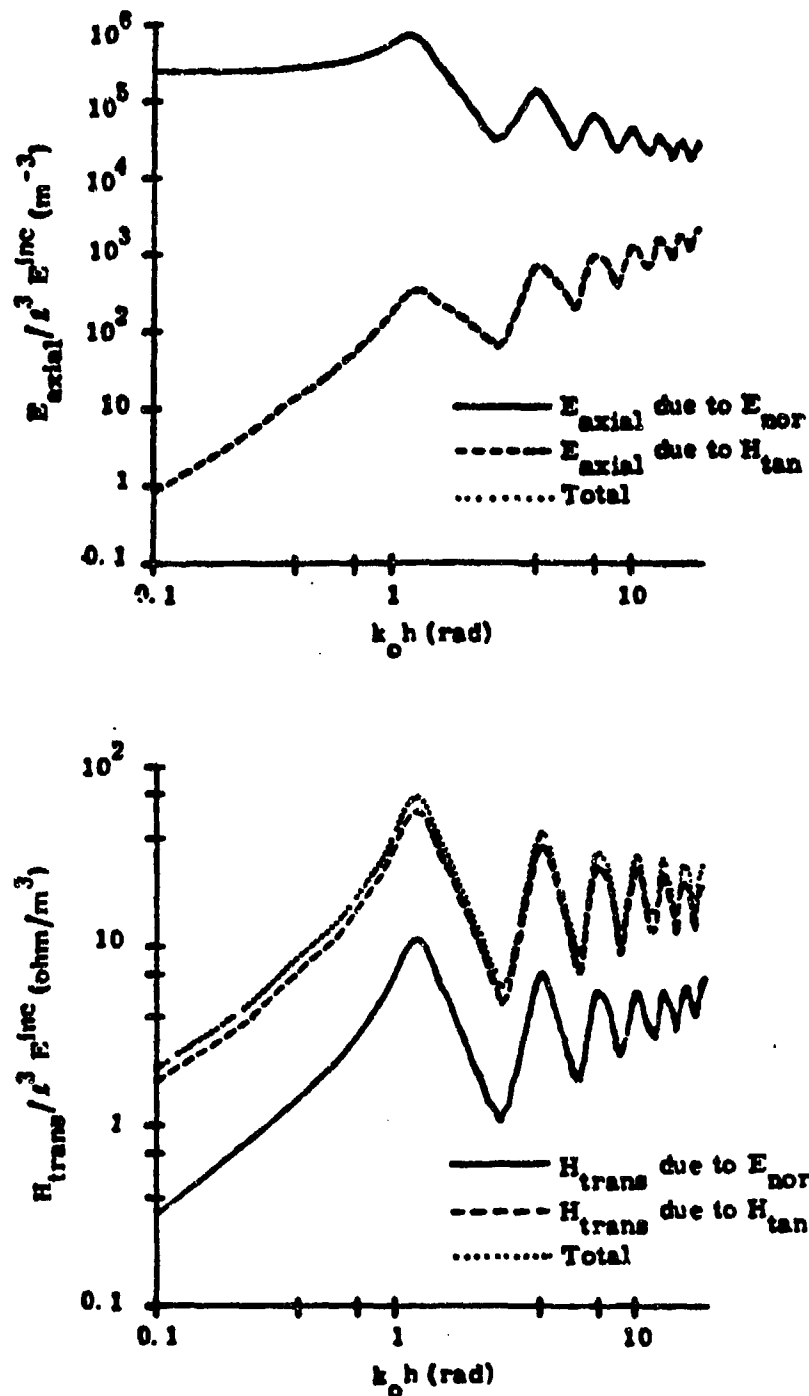 10^6
10^5
10^4
10^3
10^2
10
1
0.1
E_axial/ℓ^3 E^inc (m^-3)
E_axial due to E_nor
E_axial due to H_tan
Total
0.1 1 10
k_o h (rad)
10^2
10
1
0.1
H_trans/ℓ^3 E^inc (ohm/m^3)
H_trans due to E_nor
H_trans due to H_tan
Total
0.1 1 10
k_o h (rad)